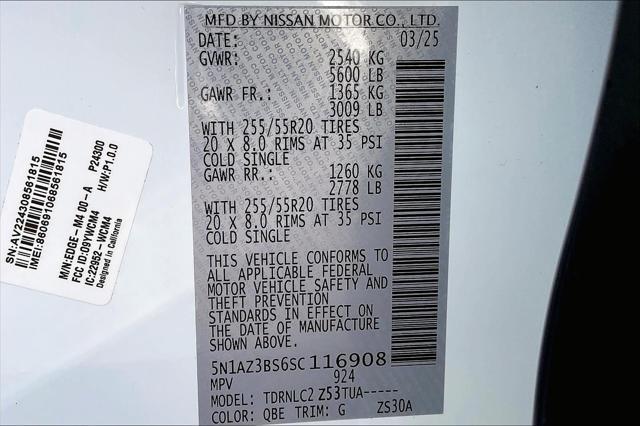 MFD BY NISSAN MOTOR CO., LTD.
DATE: 03/25
GVWR: 2540 KG
5600 LB
GAWR FR.: 1365 KG
3009 LB
WITH 255/55R20 TIRES
20 X 8.0 RIMS AT 35 PSI
COLD SINGLE
GAWR RR.: 1260 KG
2778 LB
WITH 255/55R20 TIRES
20 X 8.0 RIMS AT 35 PSI
COLD SINGLE
THIS VEHICLE CONFORMS TO
ALL APPLICABLE FEDERAL
MOTOR VEHICLE SAFETY AND
THEFT PREVENTION
STANDARDS IN EFFECT ON
THE DATE OF MANUFACTURE
SHOWN ABOVE.
5N1AZ3BS6SC116908
MPV 924
MODEL: TDRNLC2 Z53TUA-----
COLOR: QBE TRIM: G ZS30A
SN:AV224308561815
IMEI:860691068561815
M/N:EDGE-M4 00-A P24300
FCC ID:O9YWCM4 H/W:P1.0.0
IC:22952-WCM4
Designed in California